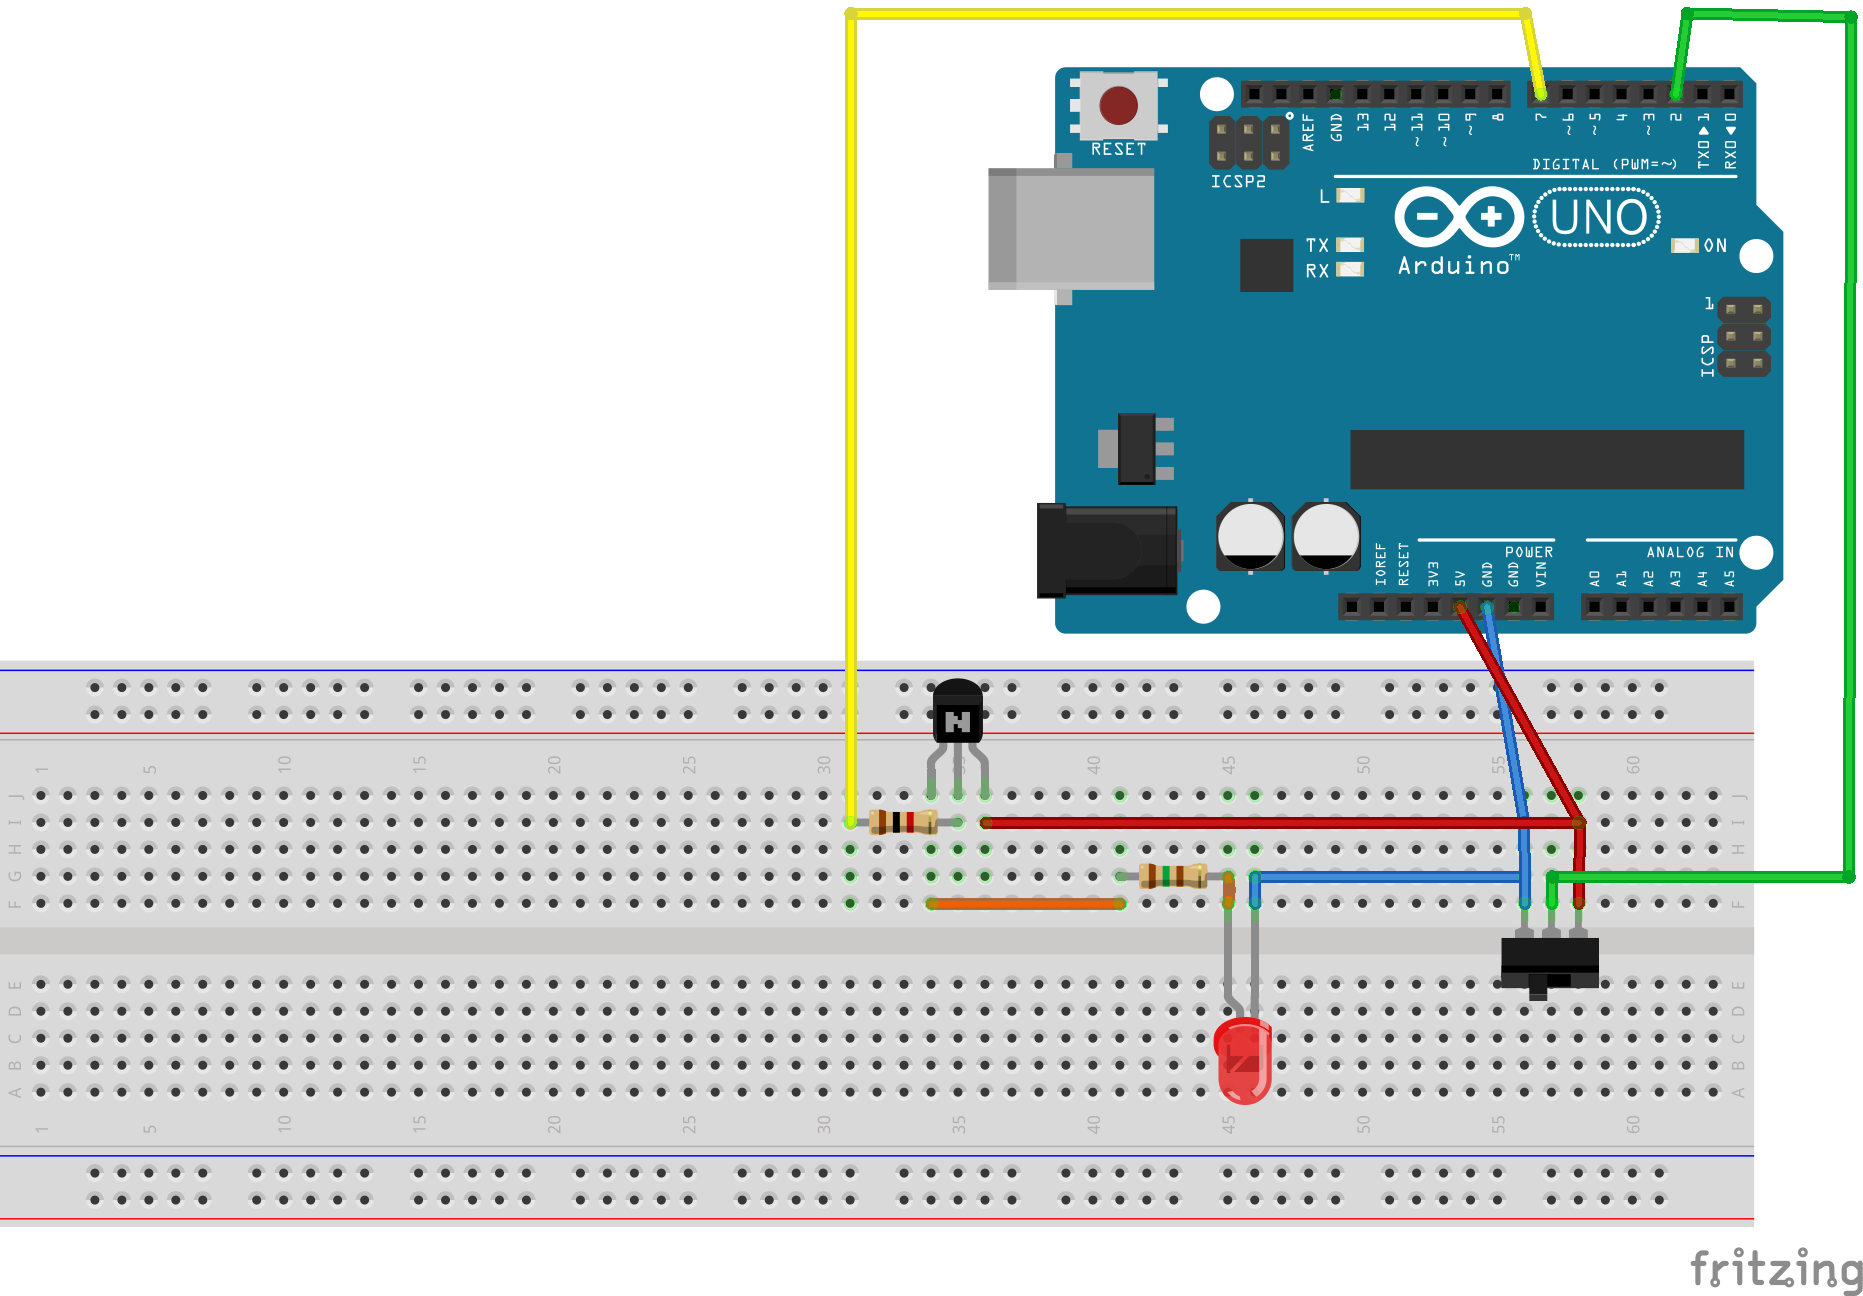 RESET
ICSP2
AREF
GND
13
12
~11
~10
~9
8
7
~6
~5
4
~3
2
TX0▶1
RX0◀0
DIGITAL (PWM=~)
L
TX
RX
UNO
Arduino™
ON
1
ICSP
IOREF
RESET
3V3
5V
GND
GND
VIN
POWER
ANALOG IN
A0
A1
A2
A3
A4
A5
N
1 5 10 15 20 25 30 35 40 45 50 55 60
J J
I I
H H
G G
F F
E E
D D
C C
B B
A A
1 5 10 15 20 25 30 35 40 45 50 55 60
fritzing